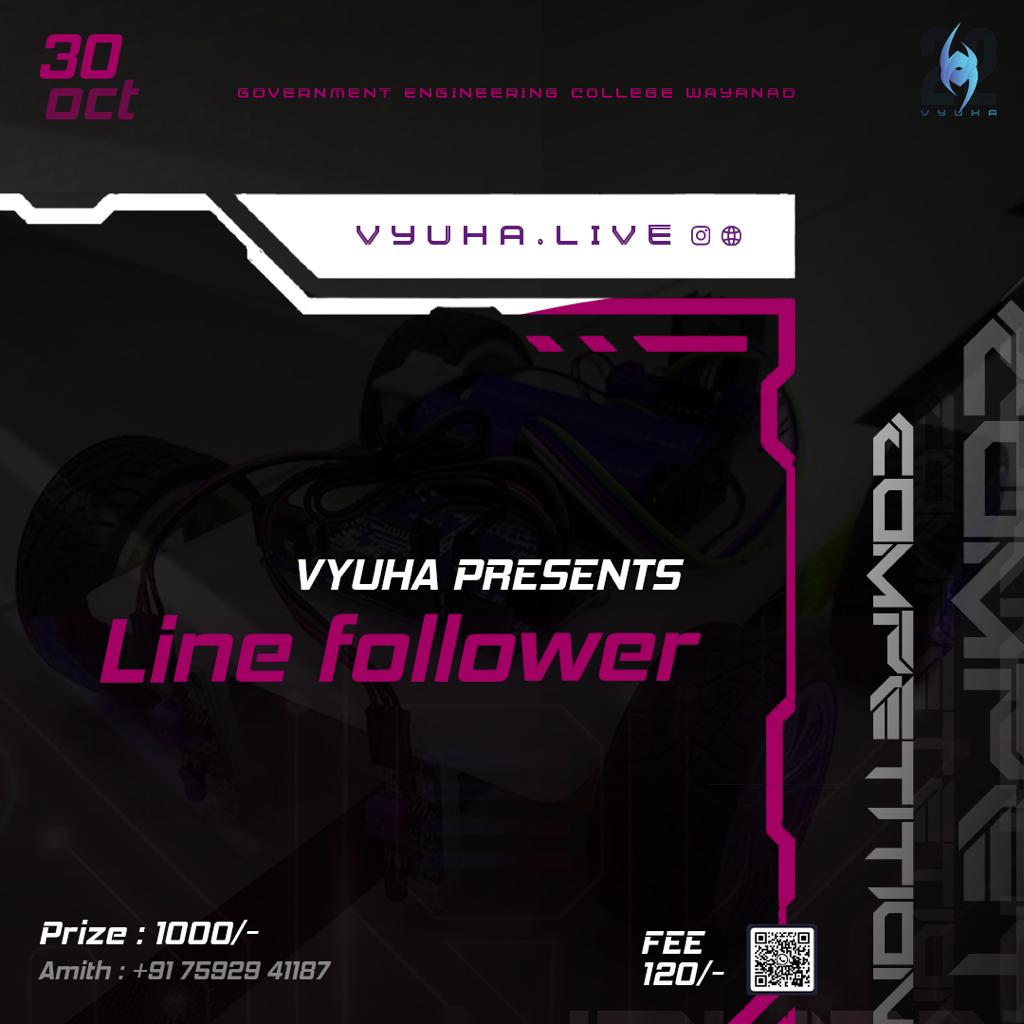 30
oct
GOVERNMENT ENGINEERING COLLEGE WAYANAD
22
VYUHA
VYUHA.LIVE
VYUHA PRESENTS
Line follower
COMPETITION
Prize : 1000/-
Amith : +91 75929 41187
FEE
120/-